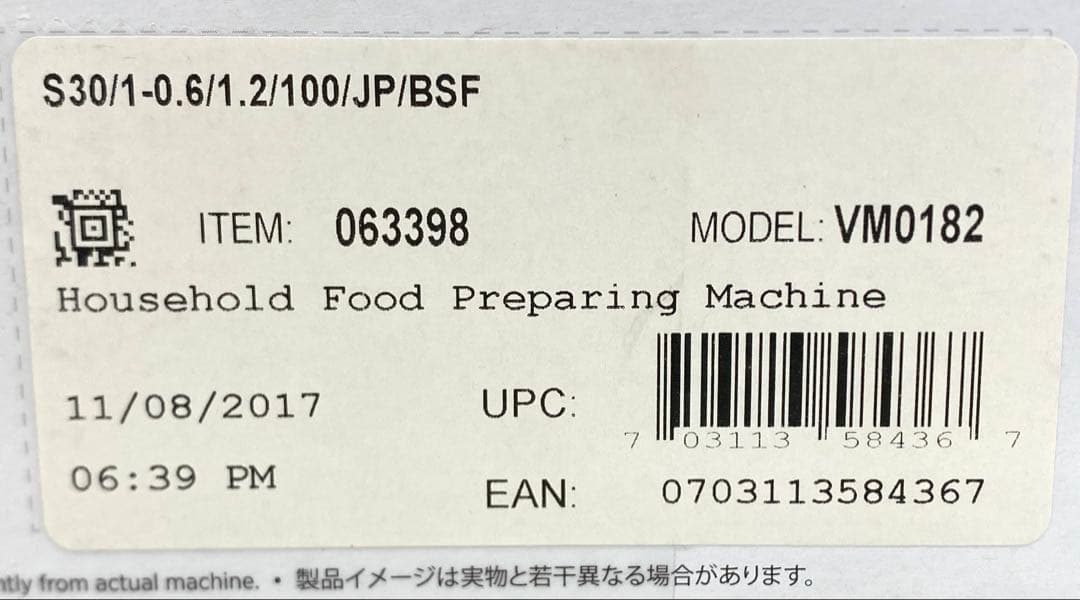 S30/1-0.6/1.2/100/JP/BSF
ITEM: 063398 MODEL: VM0182
Household Food Preparing Machine
11/08/2017 UPC:
7 03113 58436 7
06:39 PM EAN: 0703113584367
from actual machine. • 製品イメージは実物と若干異なる場合があります。